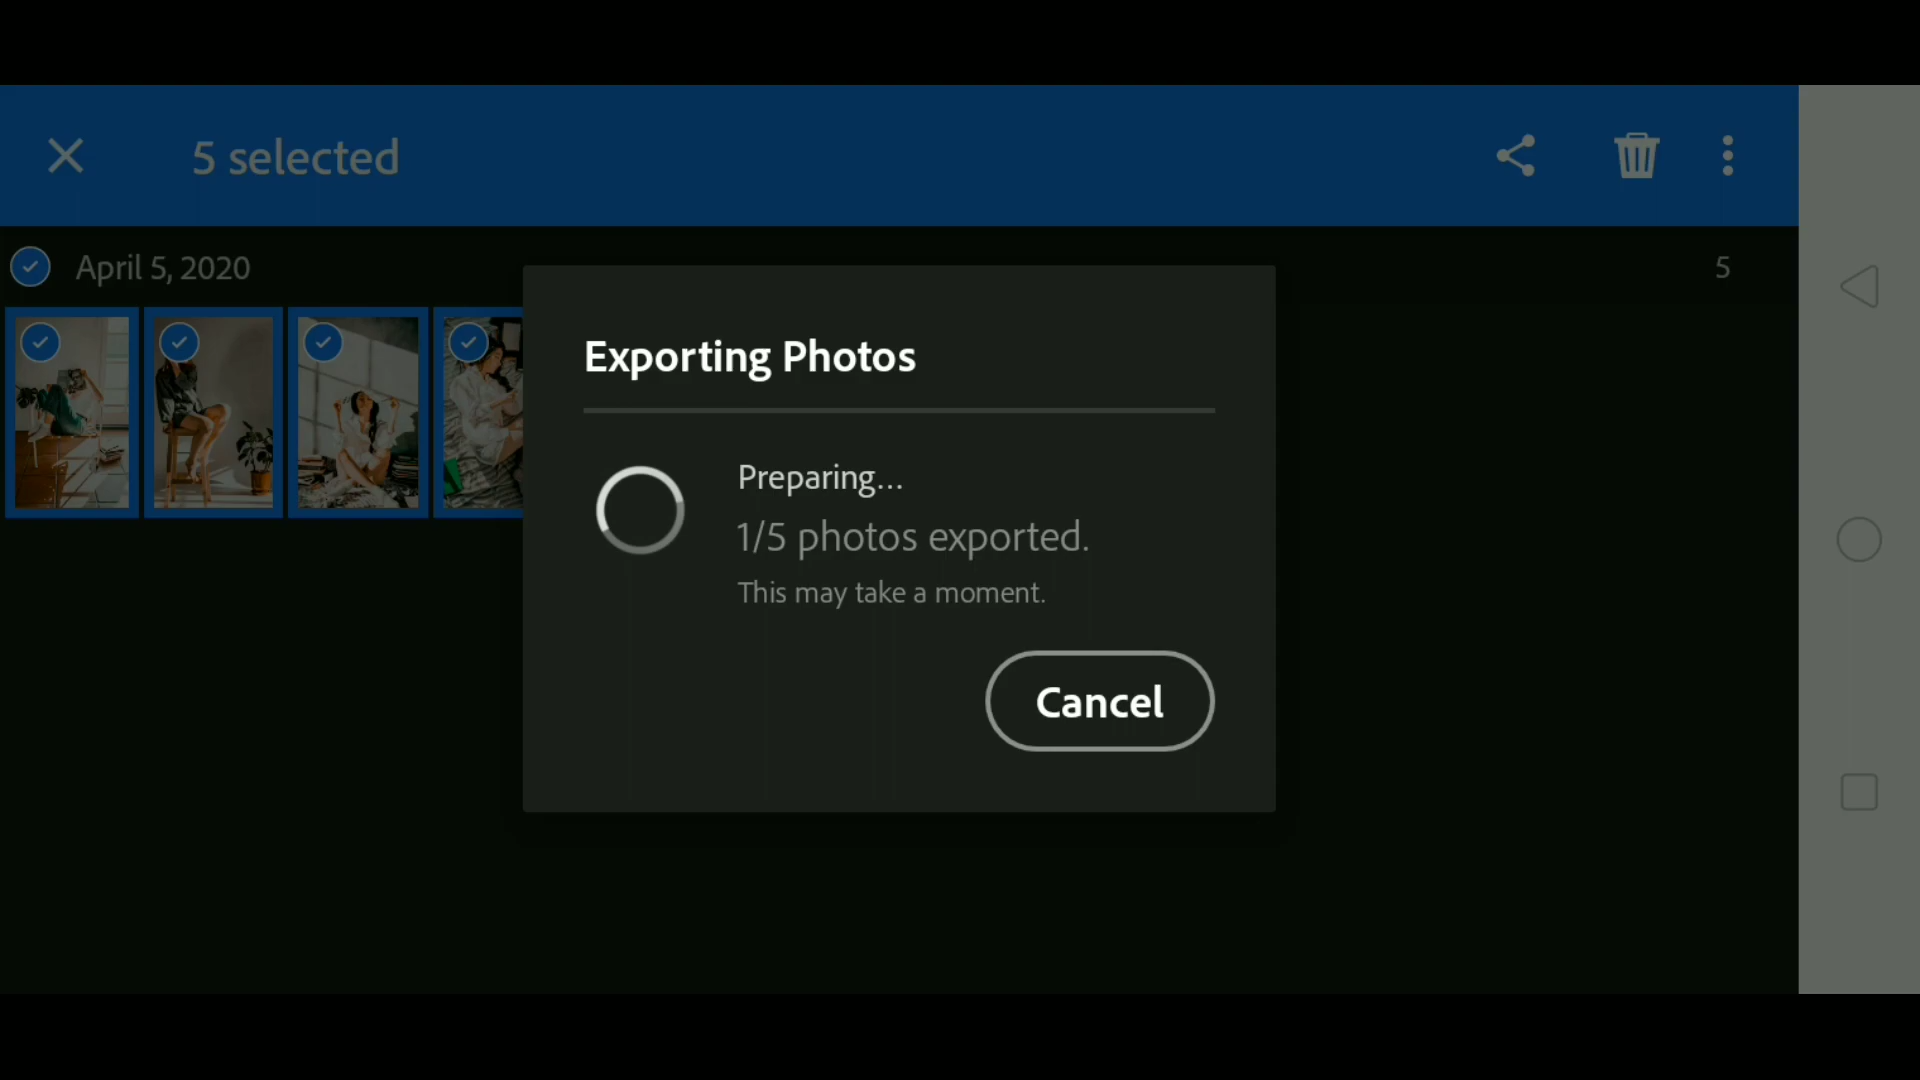 5 selected
April 5, 2020
5
Exporting Photos
Preparing...
1/5 photos exported.
This may take a moment.
Cancel